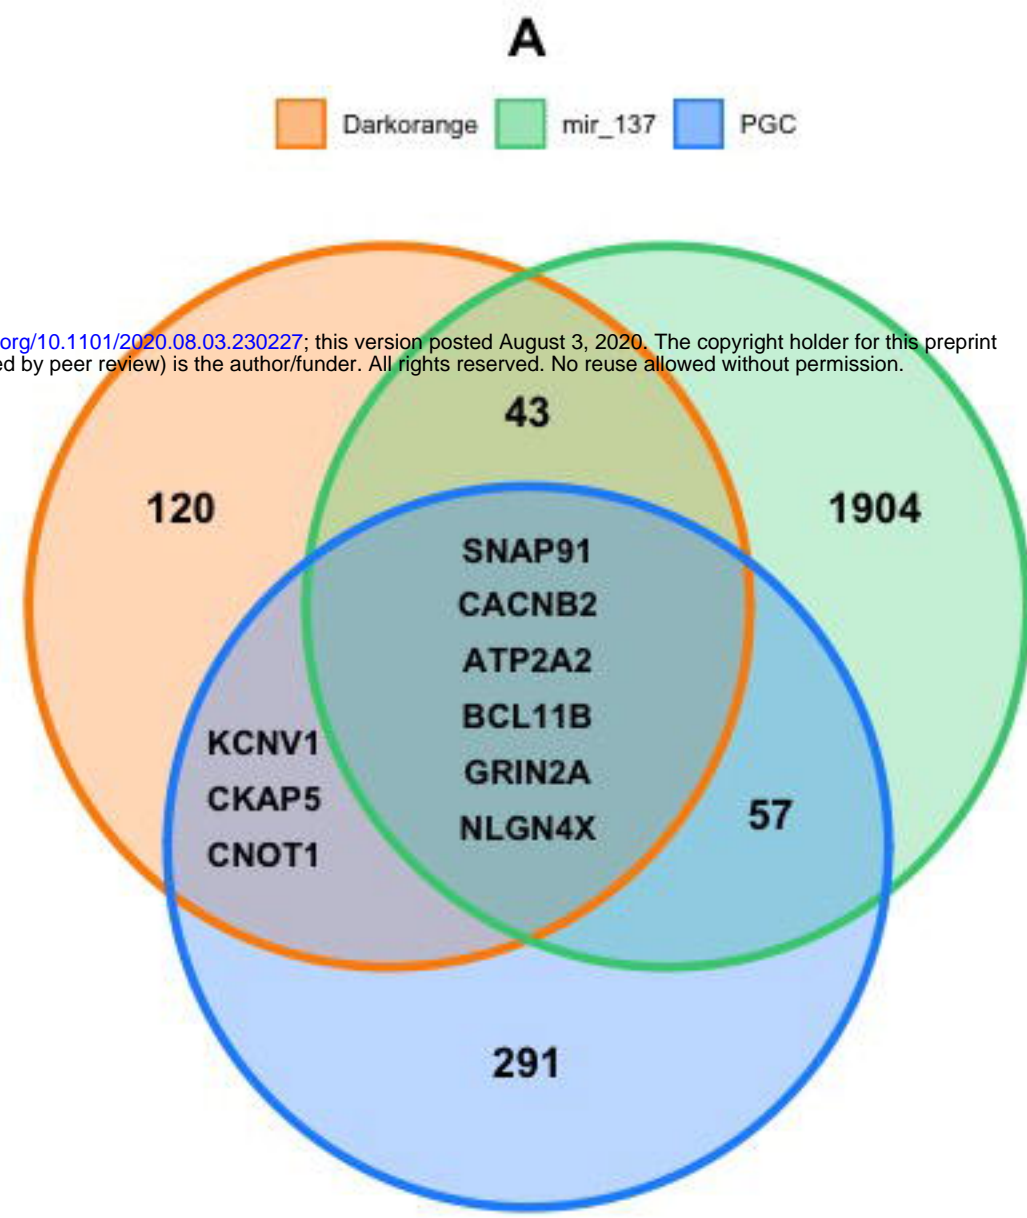 A
Darkorange mir_137 PGC
org/10.1101/2020.08.03.230227; this version posted August 3, 2020. The copyright holder for this preprint
ed by peer review) is the author/funder. All rights reserved. No reuse allowed without permission.
43
120
1904
SNAP91
CACNB2
ATP2A2
BCL11B
GRIN2A
NLGN4X
KCNV1
CKAP5
CNOT1
57
291